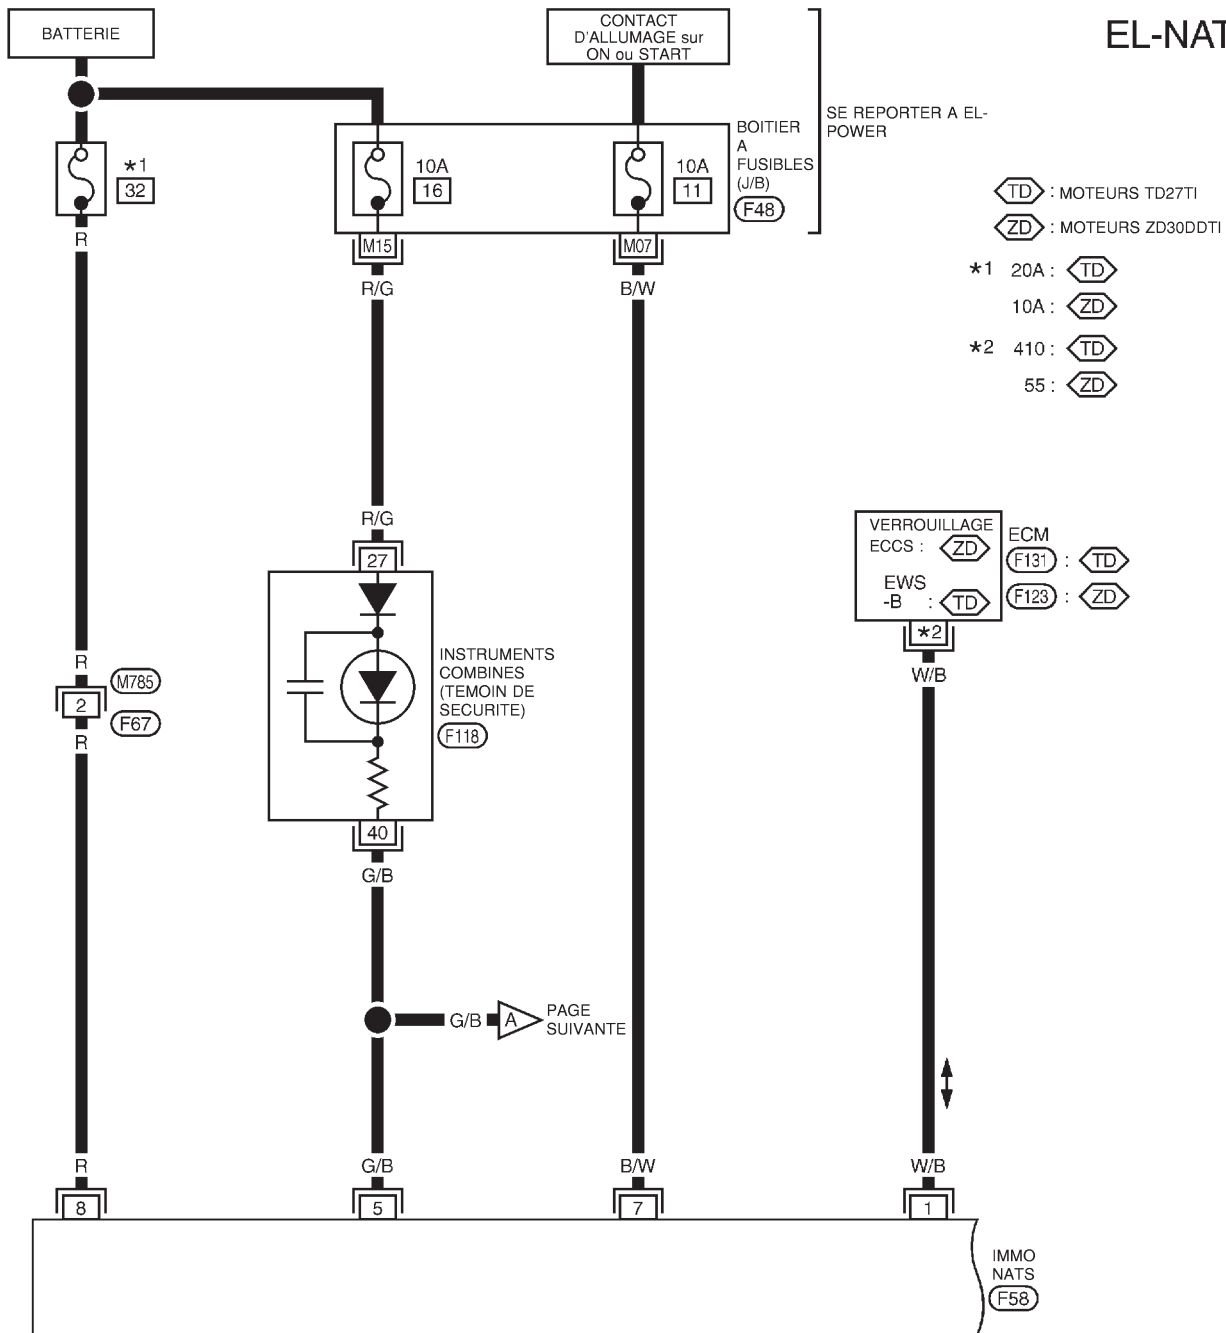 BATTERIE
CONTACT
D'ALLUMAGE sur
ON ou START
EL-NAT
SE REPORTER A EL-
POWER
BOITIER
A
FUSIBLES
(J/B)
F48
*1
32
10A
16
10A
11
TD : MOTEURS TD27TI
ZD : MOTEURS ZD30DDTI
*1 20A : TD
10A : ZD
*2 410 : TD
55 : ZD
R
M15
M07
R/G
B/W
R/G
27
VERROUILLAGE
ECCS : ZD
EWS
-B : TD
ECM
F131 : TD
F123 : ZD
*2
W/B
INSTRUMENTS
COMBINES
(TEMOIN DE
SECURITE)
F118
R
2
M785
F67
R
40
G/B
G/B
A
PAGE
SUIVANTE
R
G/B
B/W
W/B
8
5
7
1
IMMO
NATS
F58